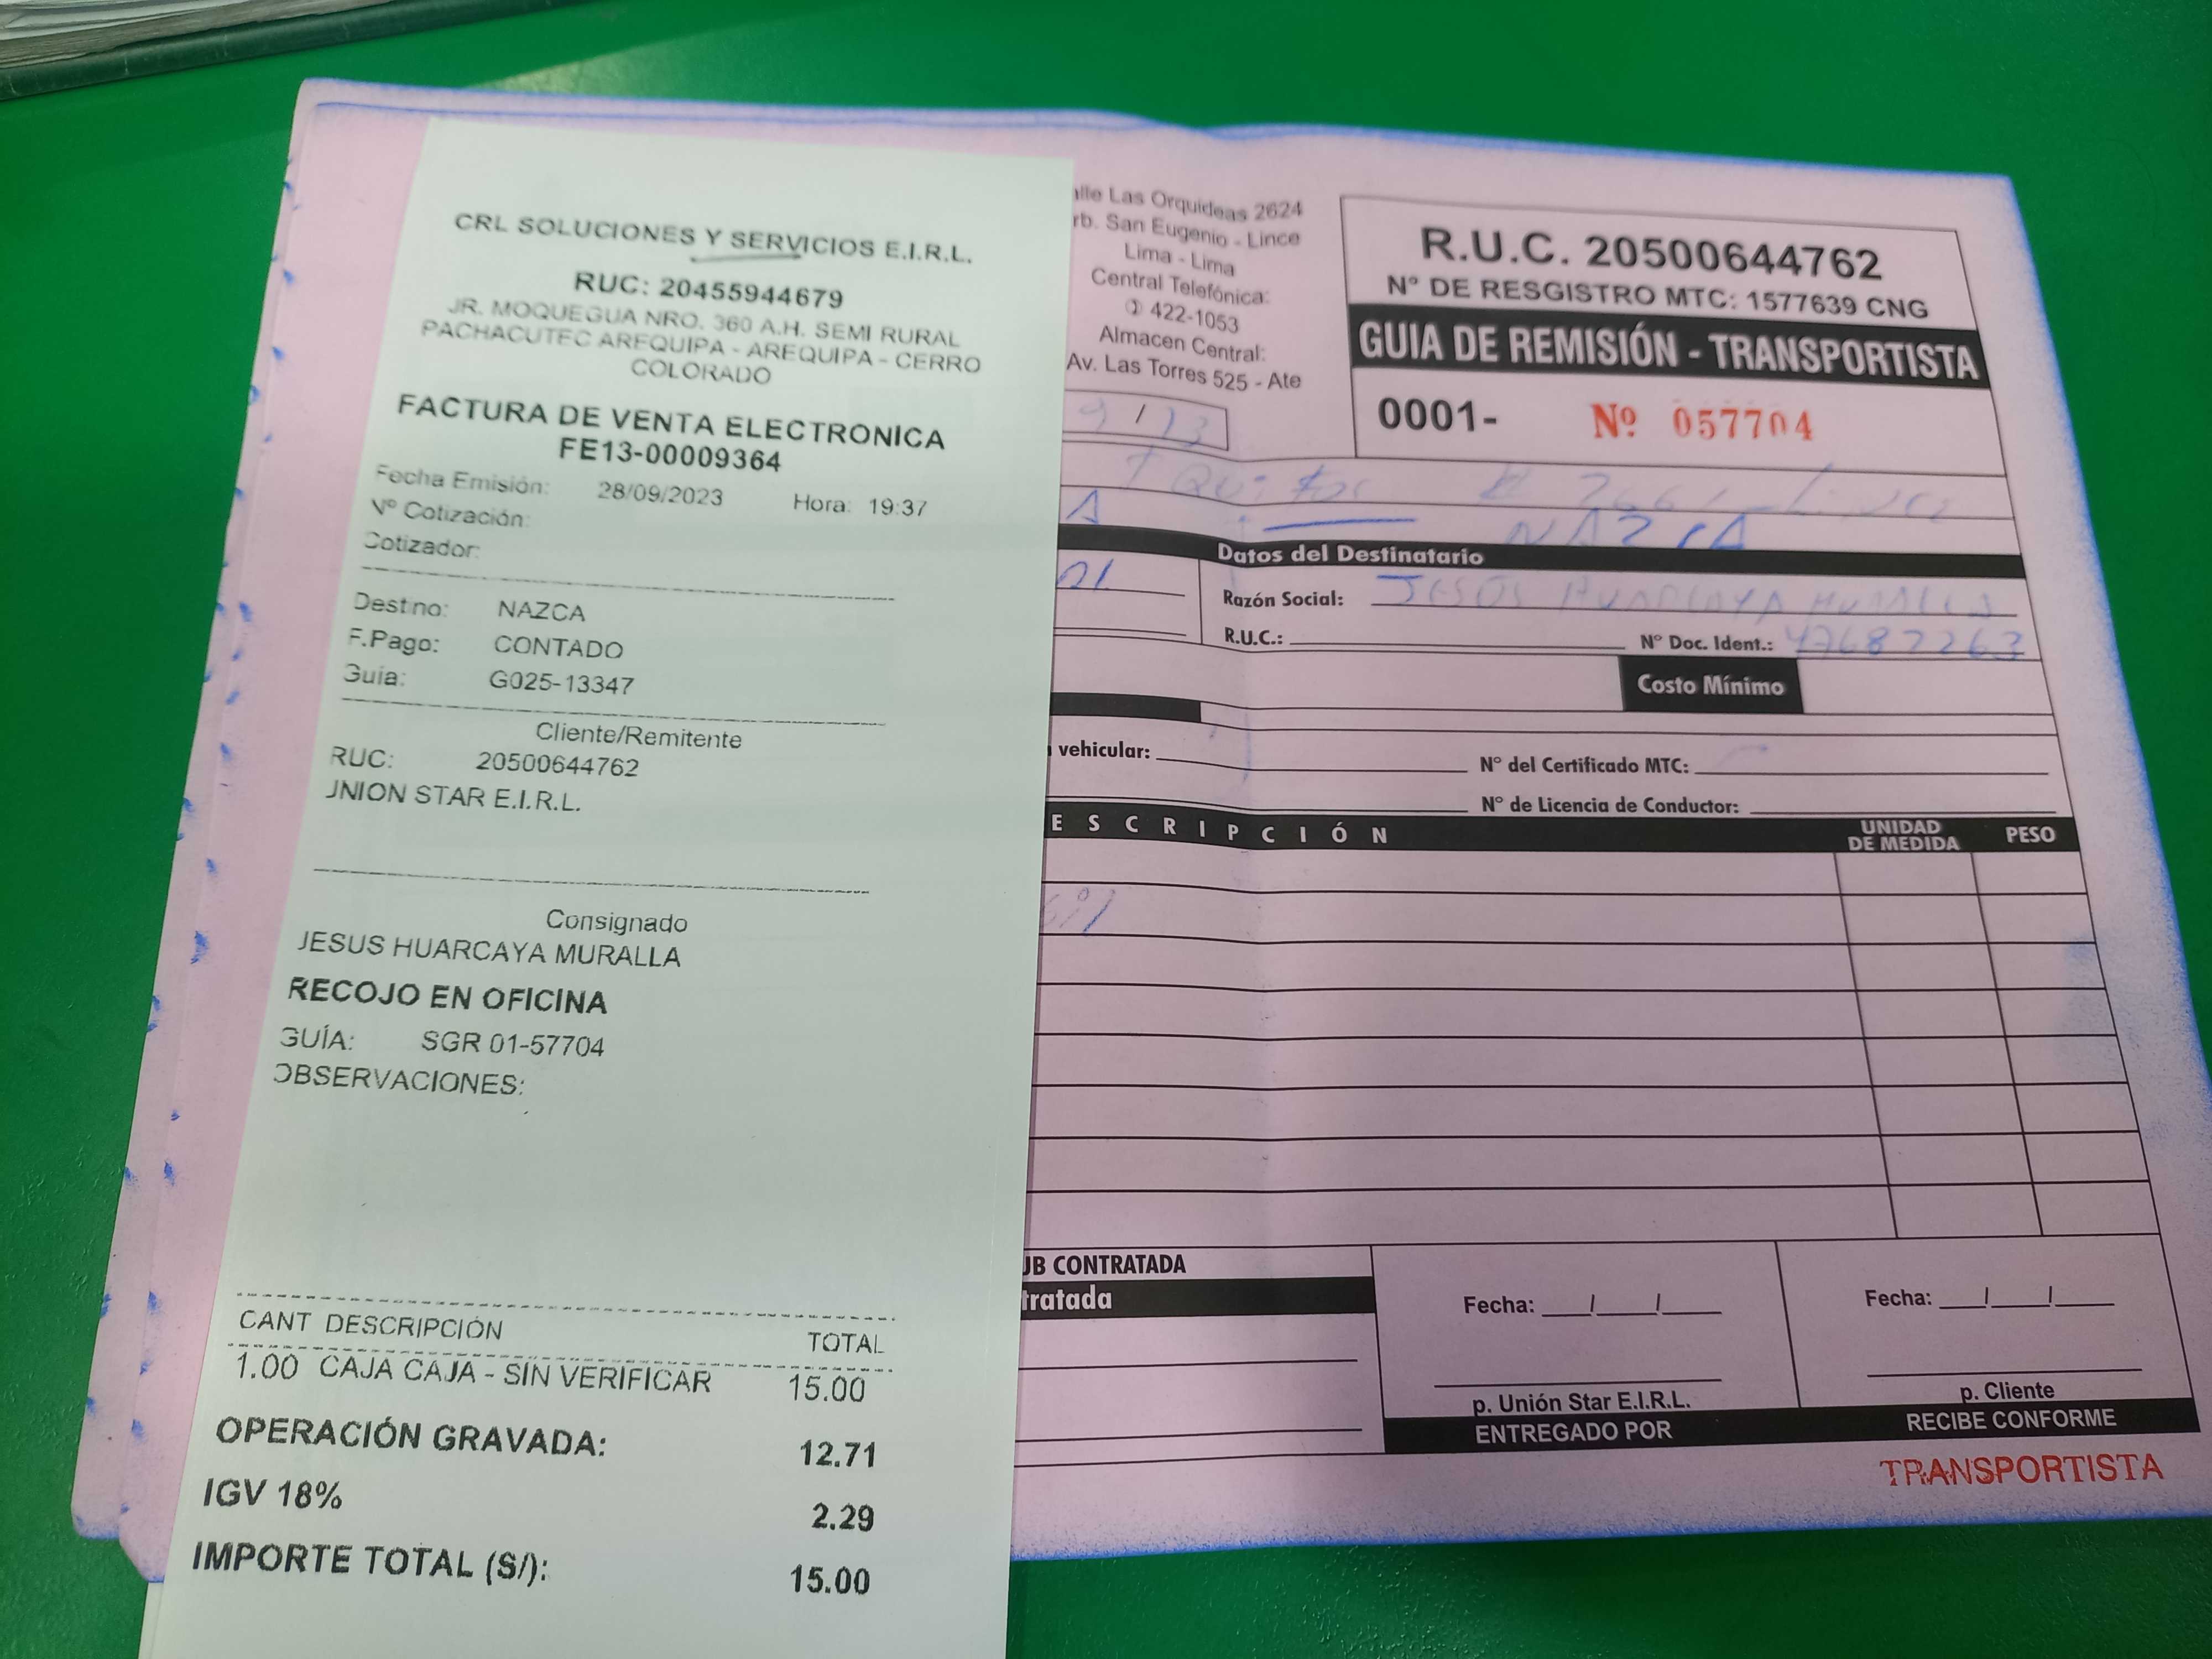 CRL SOLUCIONES Y SERVICIOS E.I.R.L.
RUC: 20455944679
JR. MOQUEGUA NRO. 360 A.H. SEMI RURAL
PACHACUTEC AREQUIPA - AREQUIPA - CERRO
COLORADO
FACTURA DE VENTA ELECTRONICA
FE13-00009364
Fecha Emisión: 28/09/2023 Hora: 19:37
Nº Cotización:
Cotizador:
Destino: NAZCA
F.Pago: CONTADO
Guia: G025-13347
Cliente/Remitente
RUC: 20500644762
UNION STAR E.I.R.L.
Consignado
JESUS HUARCAYA MURALLA
RECOJO EN OFICINA
GUÍA: SGR 01-57704
OBSERVACIONES:
CANT DESCRIPCIÓN TOTAL
1.00 CAJA CAJA - SIN VERIFICAR 15.00
OPERACIÓN GRAVADA: 12.71
IGV 18% 2.29
IMPORTE TOTAL (S/): 15.00
alle Las Orquideas 2624
rb. San Eugenio - Lince
Lima - Lima
Central Telefónica:
✆ 422-1053
Almacen Central:
Av. Las Torres 525 - Ate
R.U.C. 20500644762
N° DE RESGISTRO MTC: 1577639 CNG
GUIA DE REMISIÓN - TRANSPORTISTA
0001- Nº 057704
NAZCA
Datos del Destinatario
Razón Social: JESUS HUARCAYA MURALLA
R.U.C.: N° Doc. Ident.: 47687263
Costo Mínimo
vehicular: N° del Certificado MTC:
N° de Licencia de Conductor:
ESCRIPCIÓN UNIDAD DE MEDIDA PESO
UB CONTRATADA
tratada
Fecha: / / Fecha: / /
p. Unión Star E.I.R.L. p. Cliente
ENTREGADO POR RECIBE CONFORME
TRANSPORTISTA